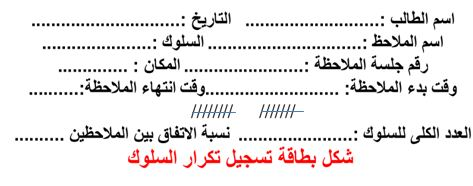 اسم الطالب :........................... التاريخ :..............................
اسم الملاحظ :............................ السلوك :........................
رقم جلسة الملاحظة :........................ المكان : ..............
وقت بدء الملاحظة: ...........................وقت انتهاء الملاحظة:..........
/////// //////
العدد الكلى للسلوك :....................... نسبة الاتفاق بين الملاحظين ...........
شكل بطاقة تسجيل تكرار السلوك